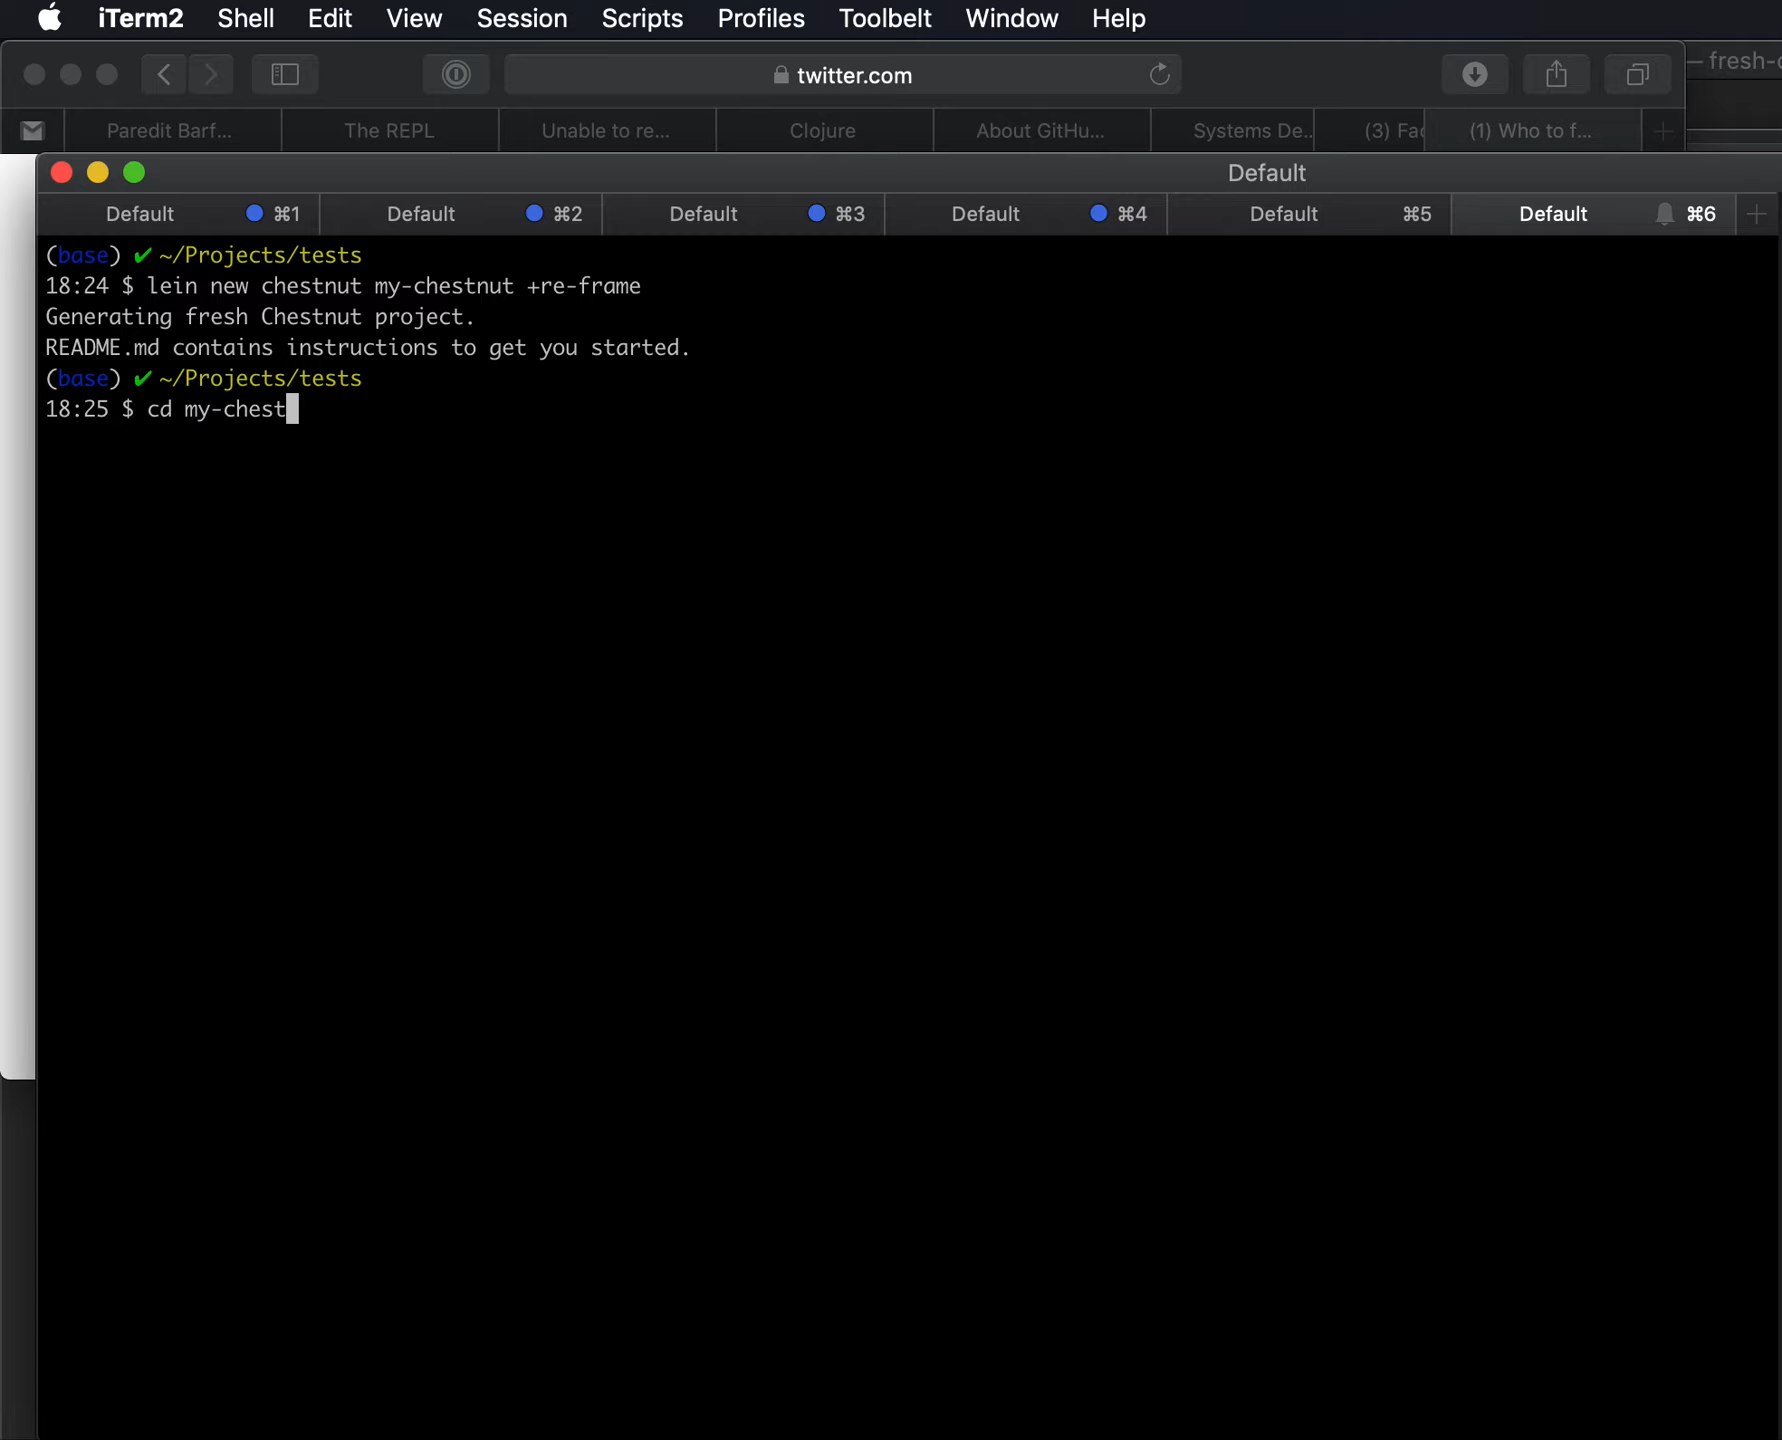 iTerm2 Shell Edit View Session Scripts Profiles Toolbelt Window Help
twitter.com
— fresh-c
Paredit Barf... The REPL Unable to re... Clojure About GitHu... Systems De... (3) Fac (1) Who to f...
Default
Default ⌘1 Default ⌘2 Default ⌘3 Default ⌘4 Default ⌘5 Default ⌘6
(base) ✔ ~/Projects/tests
18:24 $ lein new chestnut my-chestnut +re-frame
Generating fresh Chestnut project.
README.md contains instructions to get you started.
(base) ✔ ~/Projects/tests
18:25 $ cd my-chest